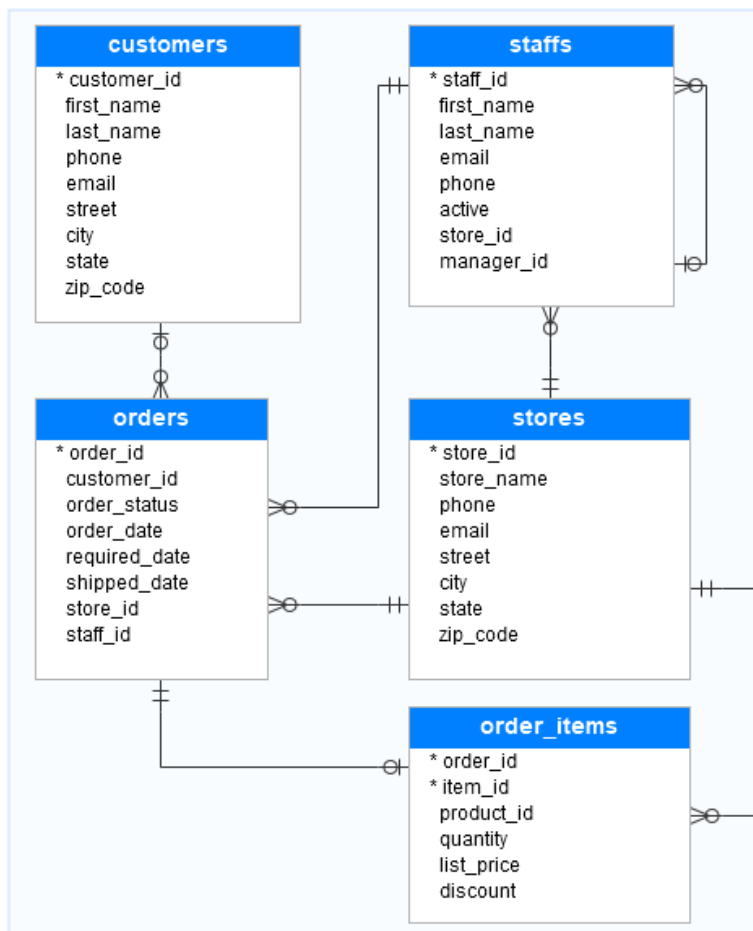 customers
* customer_id
first_name
last_name
phone
email
street
city
state
zip_code
staffs
* staff_id
first_name
last_name
email
phone
active
store_id
manager_id
orders
* order_id
customer_id
order_status
order_date
required_date
shipped_date
store_id
staff_id
stores
* store_id
store_name
phone
email
street
city
state
zip_code
order_items
* order_id
* item_id
product_id
quantity
list_price
discount